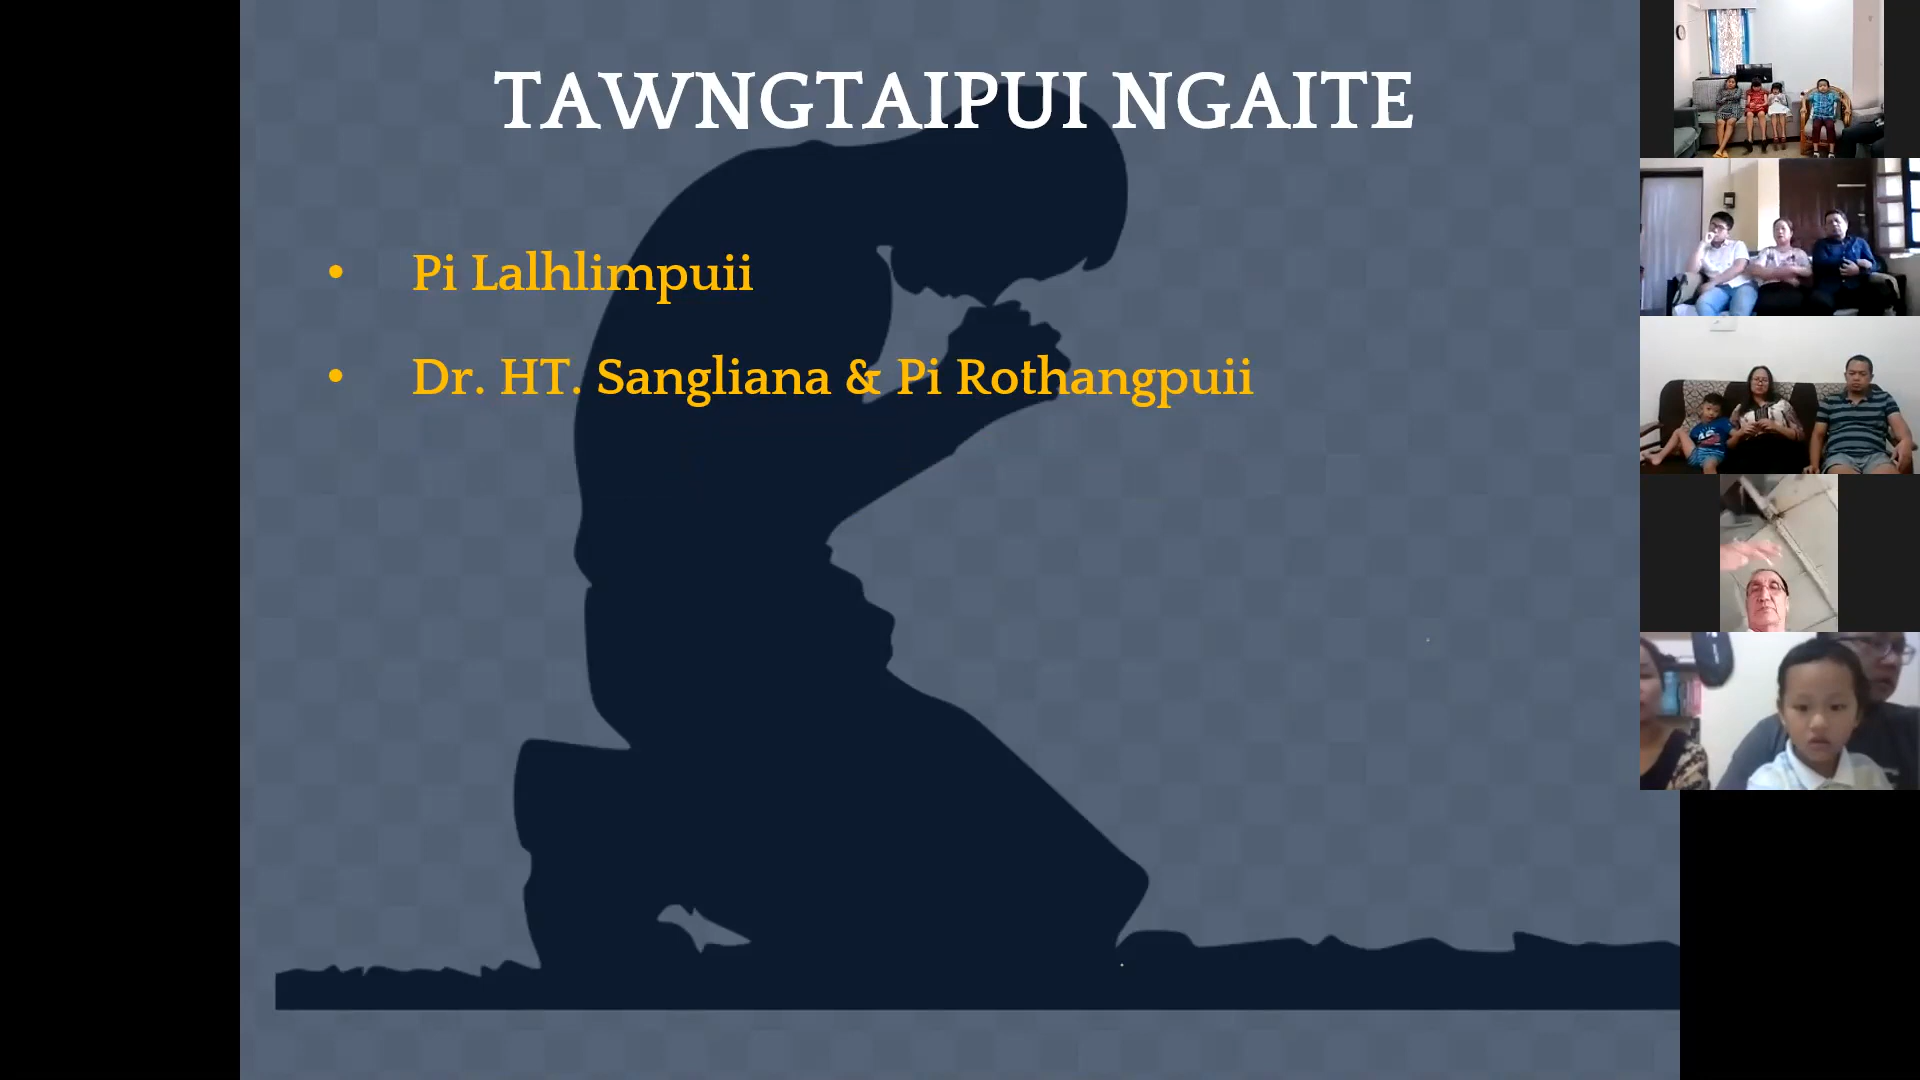 TAWNGTAIPUI NGAITE
• Pi Lalhlimpuii
• Dr. HT. Sangliana & Pi Rothangpuii